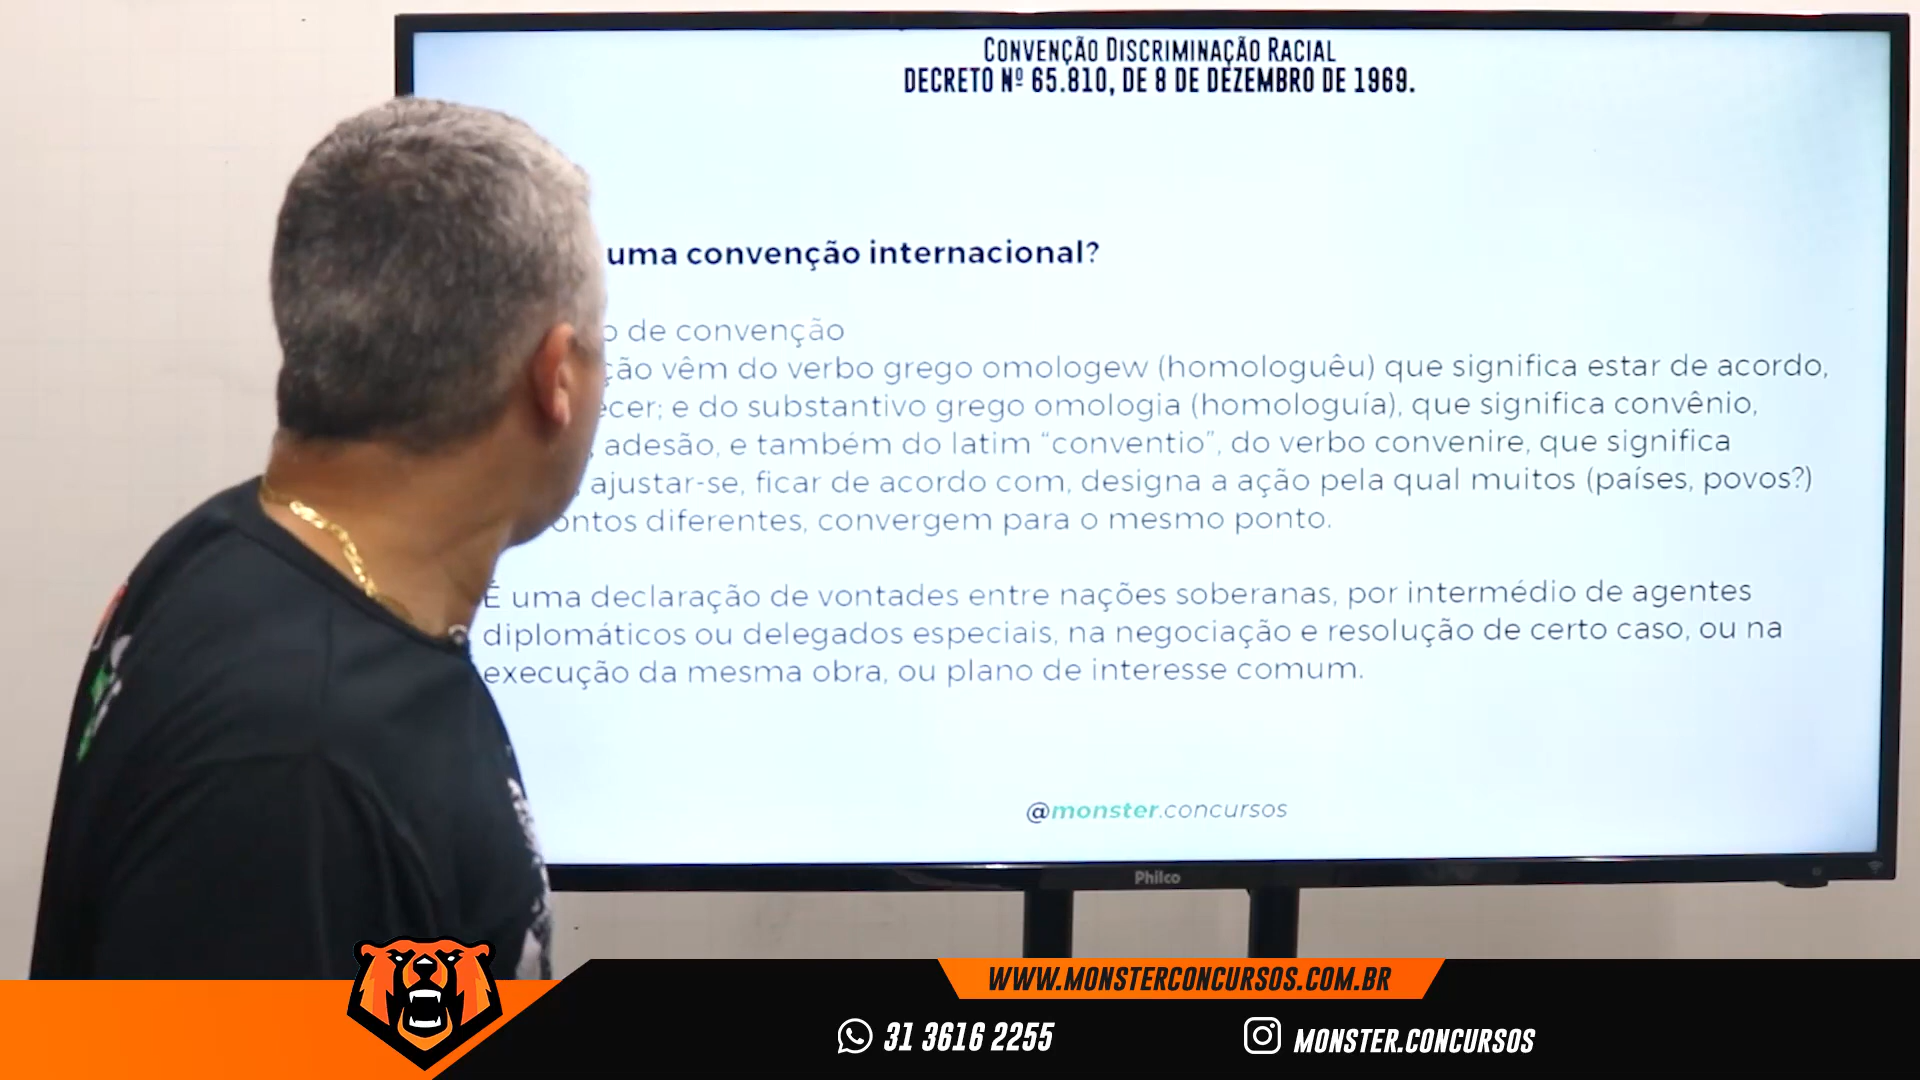 CONVENÇÃO DISCRIMINAÇÃO RACIAL
DECRETO Nº 65.810, DE 8 DE DEZEMBRO DE 1969.
uma convenção internacional?
de convenção
vêm do verbo grego omologew (homologuêu) que significa estar de acordo,
e do substantivo grego omologia (homologuía), que significa convênio,
adesão, e também do latim “conventio”, do verbo convenire, que significa
ajustar-se, ficar de acordo com, designa a ação pela qual muitos (países, povos?)
diferentes, convergem para o mesmo ponto.
É uma declaração de vontades entre nações soberanas, por intermédio de agentes
diplomáticos ou delegados especiais, na negociação e resolução de certo caso, ou na
execução da mesma obra, ou plano de interesse comum.
@monster.concursos
Philco
WWW.MONSTERCONCURSOS.COM.BR
31 3616 2255
MONSTER.CONCURSOS